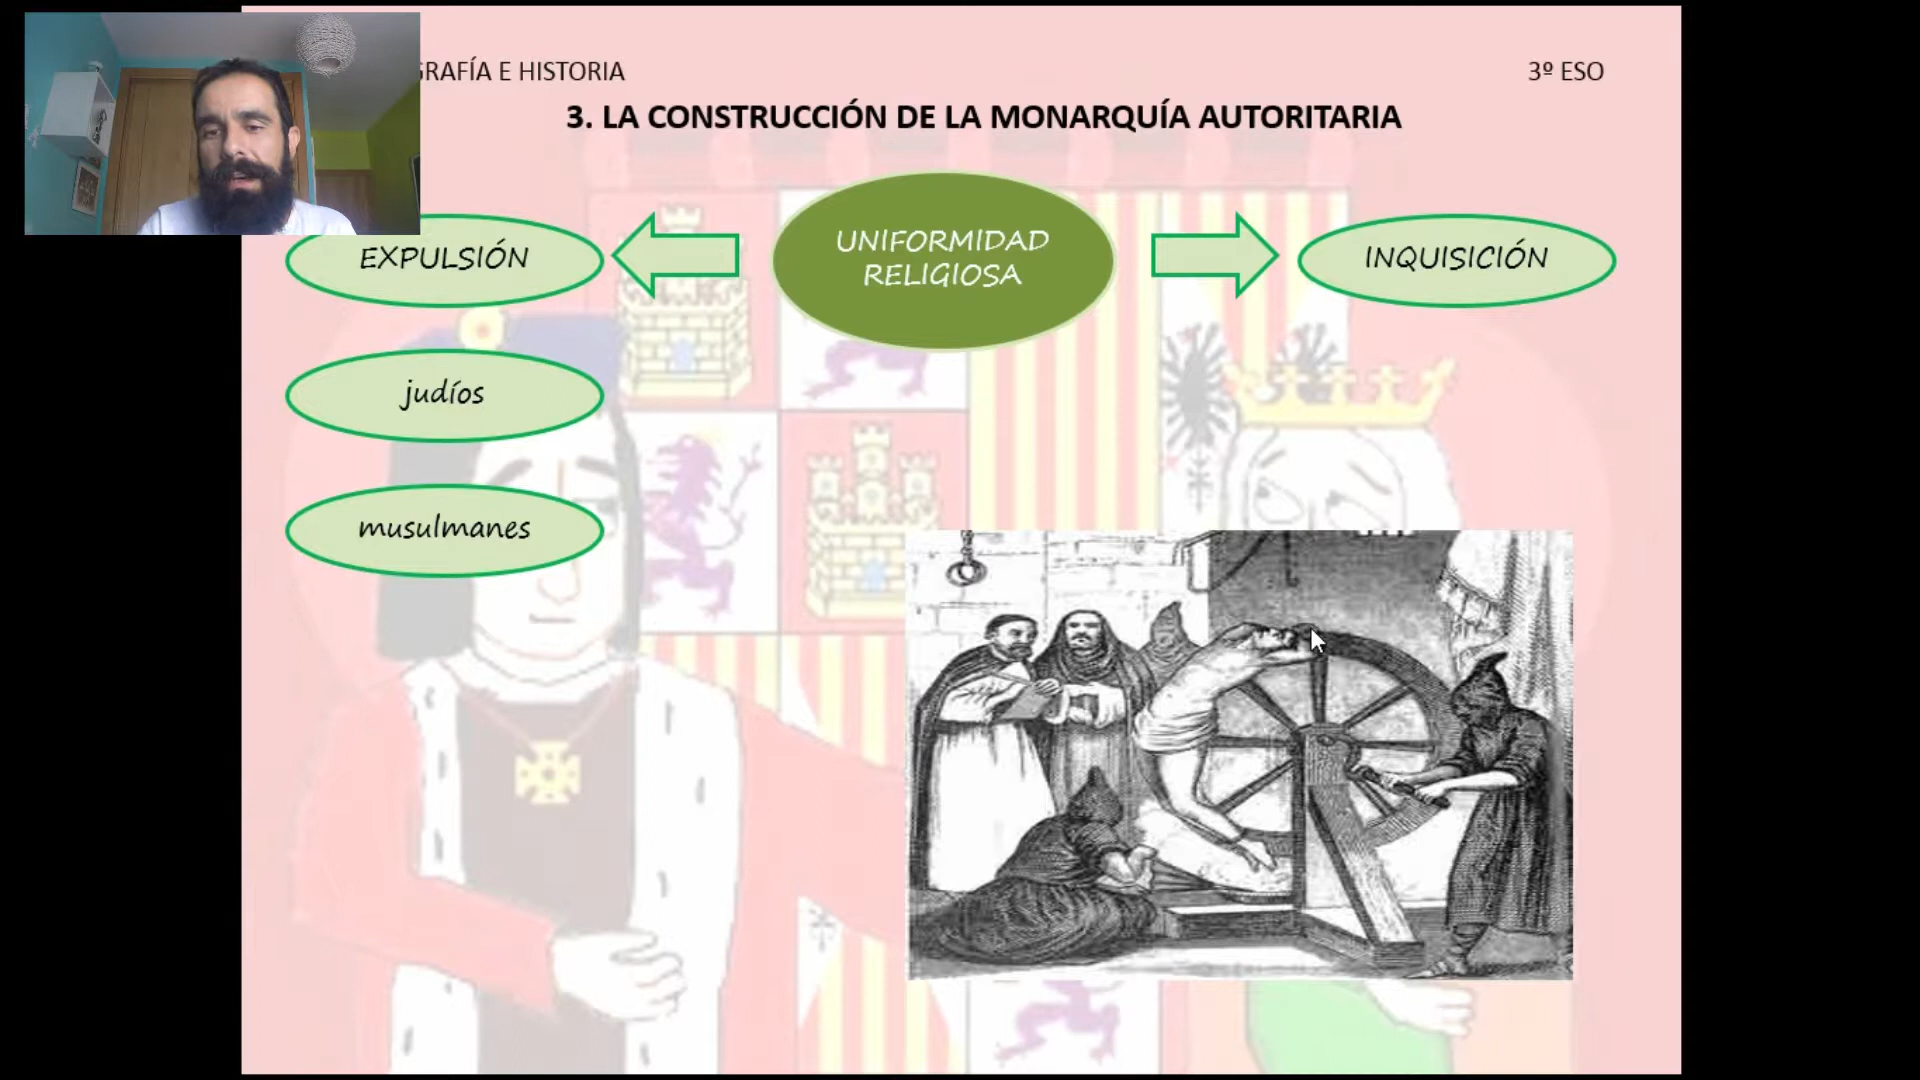 GRAFÍA E HISTORIA
3º ESO
3. LA CONSTRUCCIÓN DE LA MONARQUÍA AUTORITARIA
EXPULSIÓN
UNIFORMIDAD
RELIGIOSA
INQUISICIÓN
judíos
musulmanes